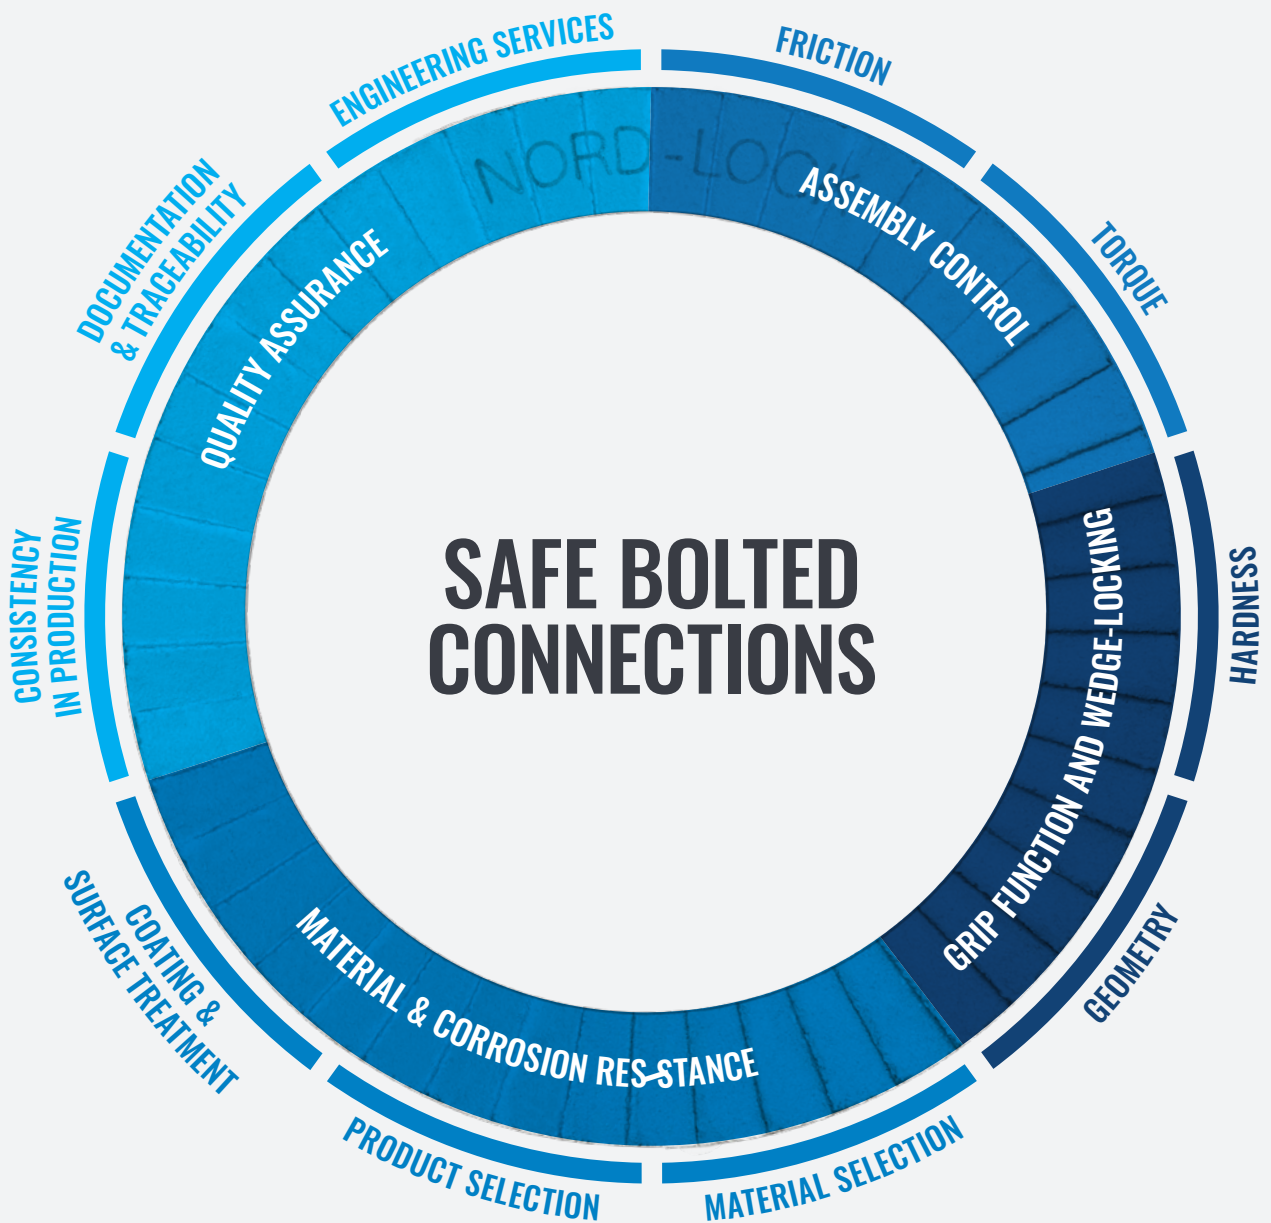 SAFE BOLTED
CONNECTIONS
NORD-LOCK
ASSEMBLY CONTROL
FRICTION
TORQUE
GRIP FUNCTION AND WEDGE-LOCKING
HARDNESS
GEOMETRY
MATERIAL & CORROSION RESISTANCE
MATERIAL SELECTION
PRODUCT SELECTION
COATING &
SURFACE TREATMENT
QUALITY ASSURANCE
CONSISTENCY
IN PRODUCTION
DOCUMENTATION
& TRACEABILITY
ENGINEERING SERVICES